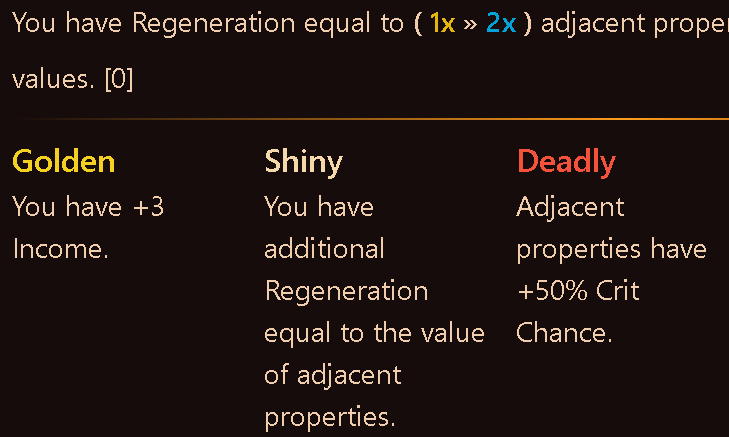 You have Regeneration equal to ( 1x » 2x ) adjacent
values. [0]
Golden
You have +3
Income.
Shiny
You have
additional
Regeneration
equal to the value
of adjacent
properties.
Deadly
Adjacent
properties have
+50% Crit
Chance.